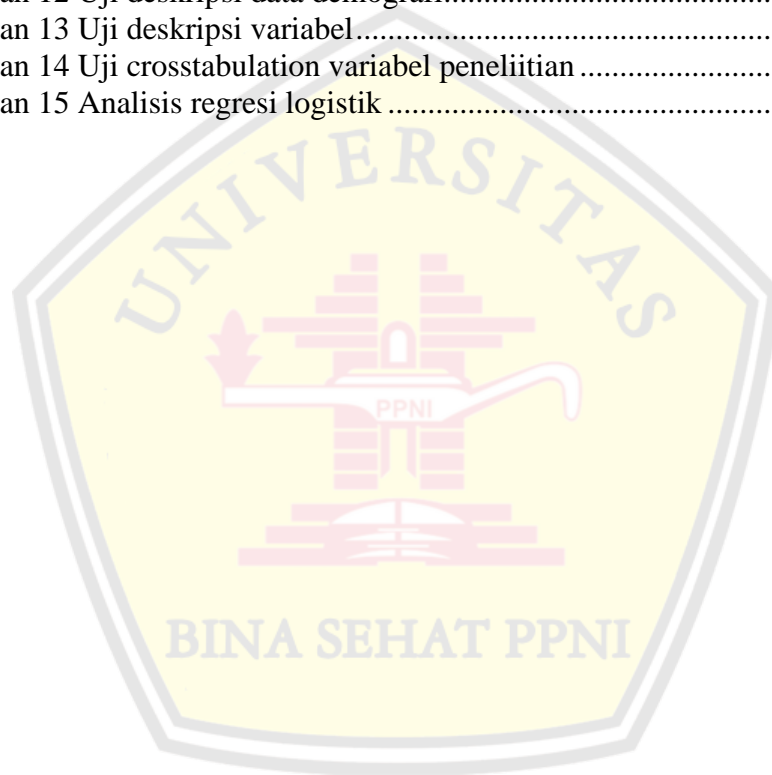 an 12 Uji deskripsi data demografi........................................
an 13 Uji deskripsi variabel..................................................
an 14 Uji crosstabulation variabel peneliitian.......................
an 15 Analisis regresi logistik..............................................
UNIVERSITAS
PPNI
BINA SEHAT PPNI